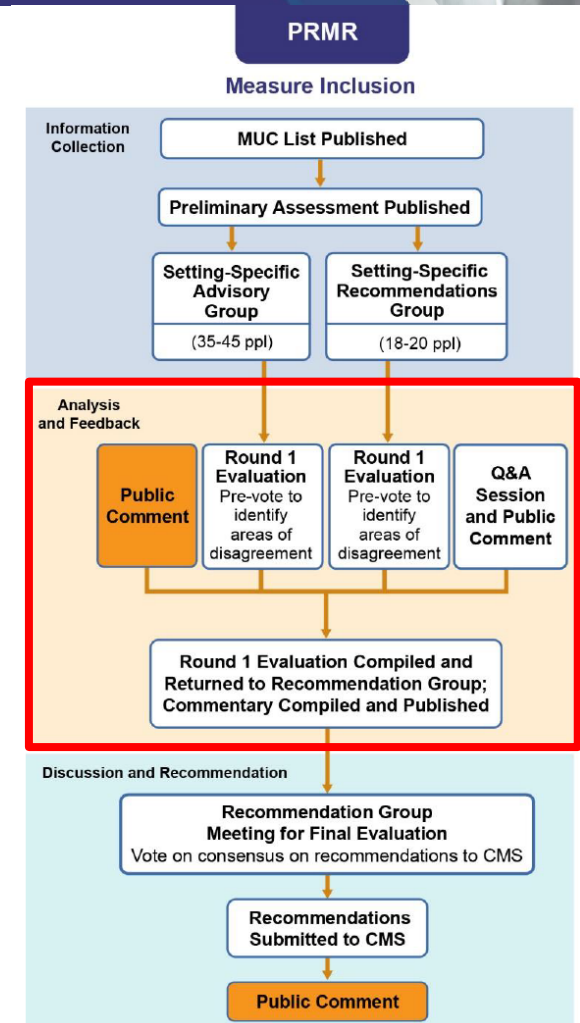 PRMR
Measure Inclusion
Information
Collection
MUC List Published
Preliminary Assessment Published
Setting-Specific
Advisory
Group
(35-45 ppl)
Setting-Specific
Recommendations
Group
(18-20 ppl)
Analysis
and Feedback
Public
Comment
Round 1
Evaluation
Pre-vote to
identify
areas of
disagreement
Round 1
Evaluation
Pre-vote to
identify
areas of
disagreement
Q&A
Session
and Public
Comment
Round 1 Evaluation Compiled and
Returned to Recommendation Group;
Commentary Compiled and Published
Discussion and Recommendation
Recommendation Group
Meeting for Final Evaluation
Vote on consensus on recommendations to CMS
Recommendations
Submitted to CMS
Public Comment